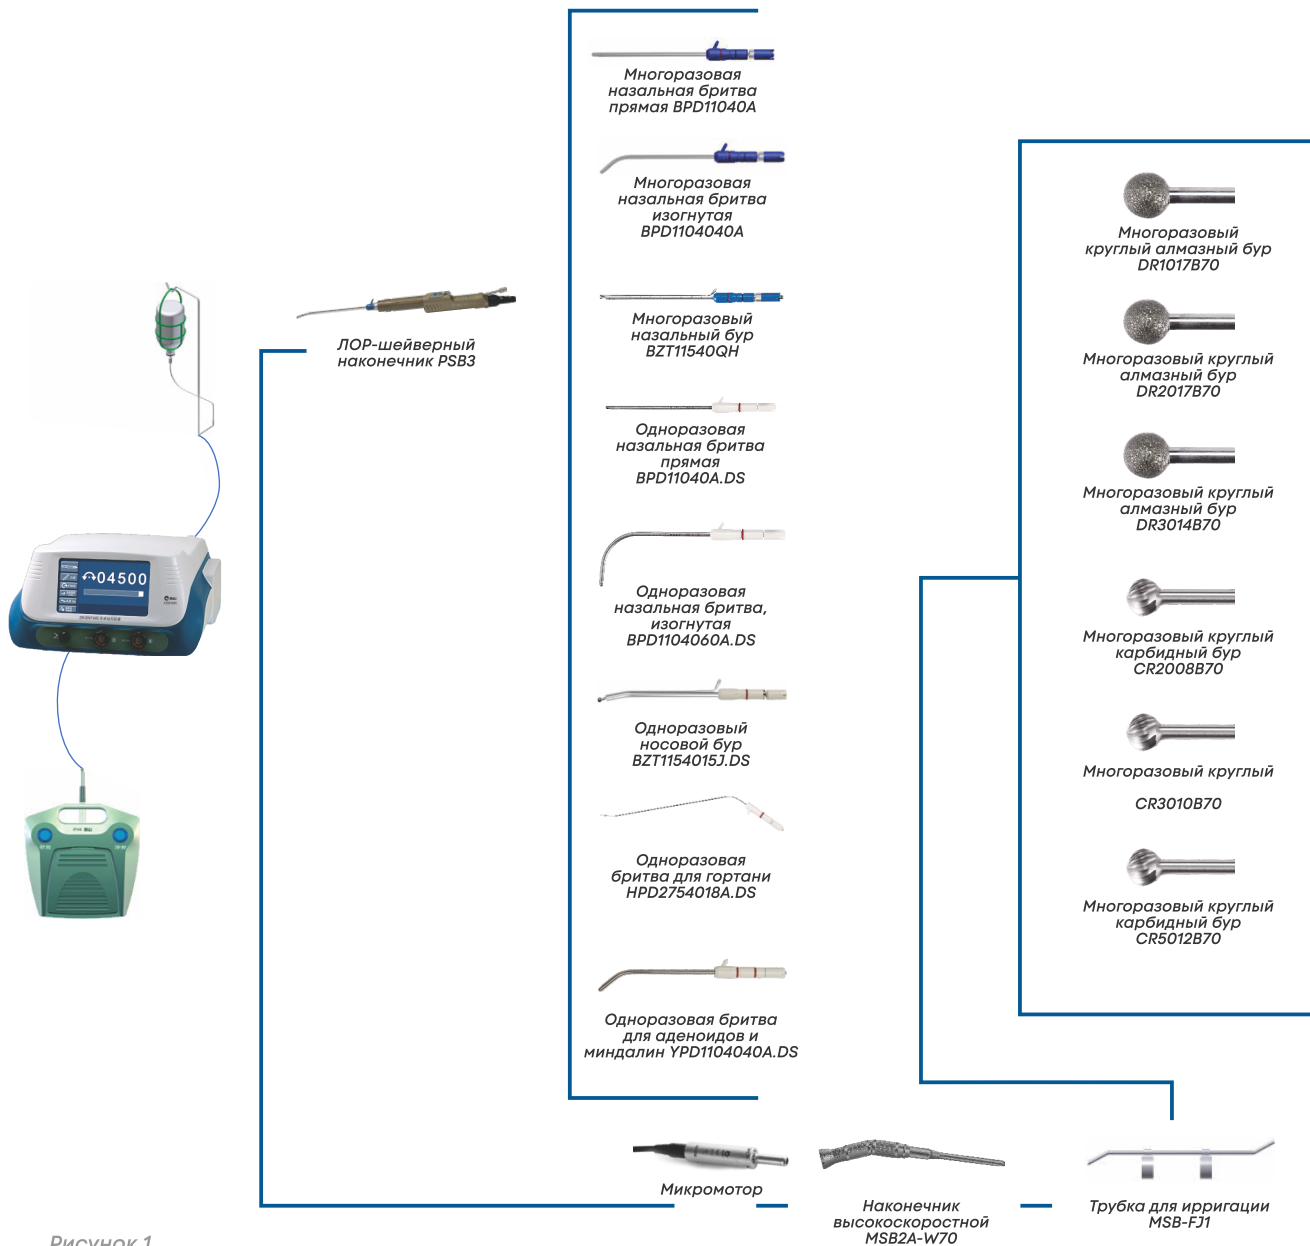 Многоразовая
назальная бритва
прямая BPD11040A
Многоразовая
назальная бритва
изогнутая
BPD1104040A
Многоразовый
назальный бур
BZT11540QH
Одноразовая
назальная бритва
прямая
BPD11040A.DS
Одноразовая
назальная бритва,
изогнутая
BPD1104060A.DS
Одноразовый
носовой бур
BZT1154015J.DS
Одноразовая
бритва для гортани
HPD2754018A.DS
Одноразовая бритва
для аденоидов и
миндалин YPD1104040A.DS
ЛОР-шейверный
наконечник PSB3
04500
Многоразовый
круглый алмазный бур
DR1017B70
Многоразовый круглый
алмазный бур
DR2017B70
Многоразовый круглый
алмазный бур
DR3014B70
Многоразовый круглый
карбидный бур
CR2008B70
Многоразовый круглый
CR3010B70
Многоразовый круглый
карбидный бур
CR5012B70
Микромотор
Наконечник
высокоскоростной
MSB2A-W70
Трубка для ирригации
MSB-FJ1
Рисунок 1